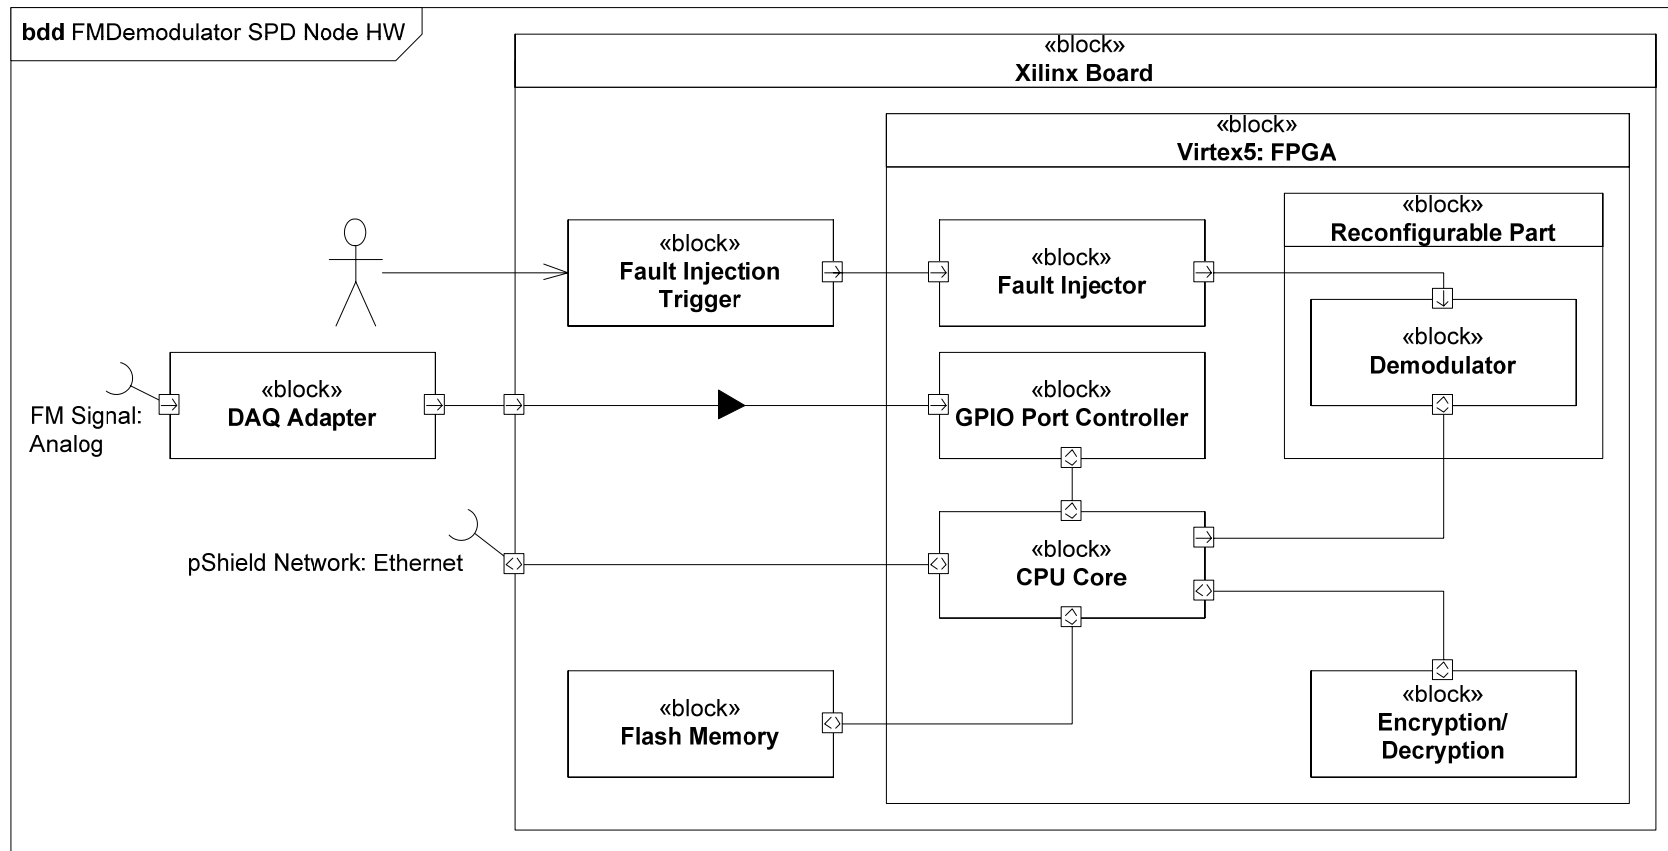 bdd FMDemodulator SPD Node HW
«block»
Xilinx Board
«block»
Virtex5: FPGA
«block»
Reconfigurable Part
«block»
Fault Injection
Trigger
«block»
Fault Injector
«block»
Demodulator
FM Signal:
Analog
«block»
DAQ Adapter
«block»
GPIO Port Controller
pShield Network: Ethernet
«block»
CPU Core
«block»
Flash Memory
«block»
Encryption/
Decryption